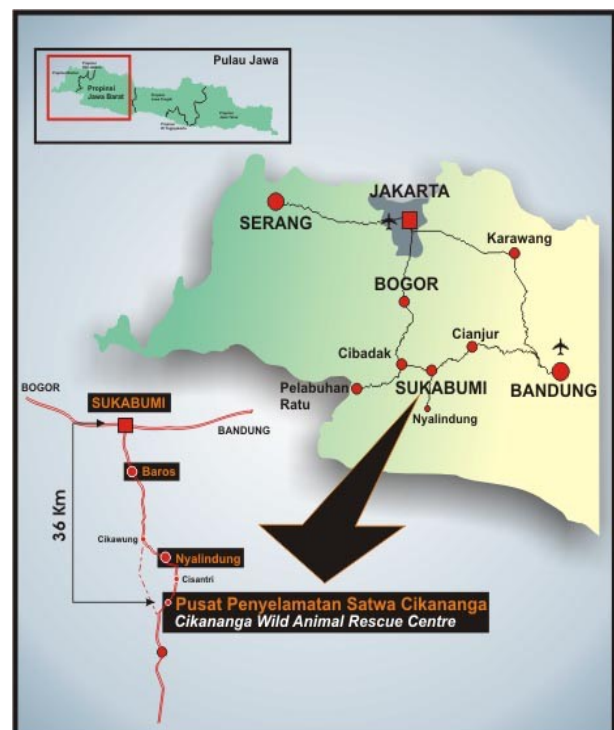 Pulau Jawa
Propinsi
Jawa Barat
JAKARTA
SERANG
Karawang
BOGOR
Cianjur
Cibadak
SUKABUMI
BANDUNG
Pelabuhan
Ratu
Nyalindung
BOGOR
SUKABUMI
BANDUNG
Baros
36 Km
Cikawung
Nyalindung
Cisantri
Pusat Penyelamatan Satwa Cikananga
Cikananga Wild Animal Rescue Centre